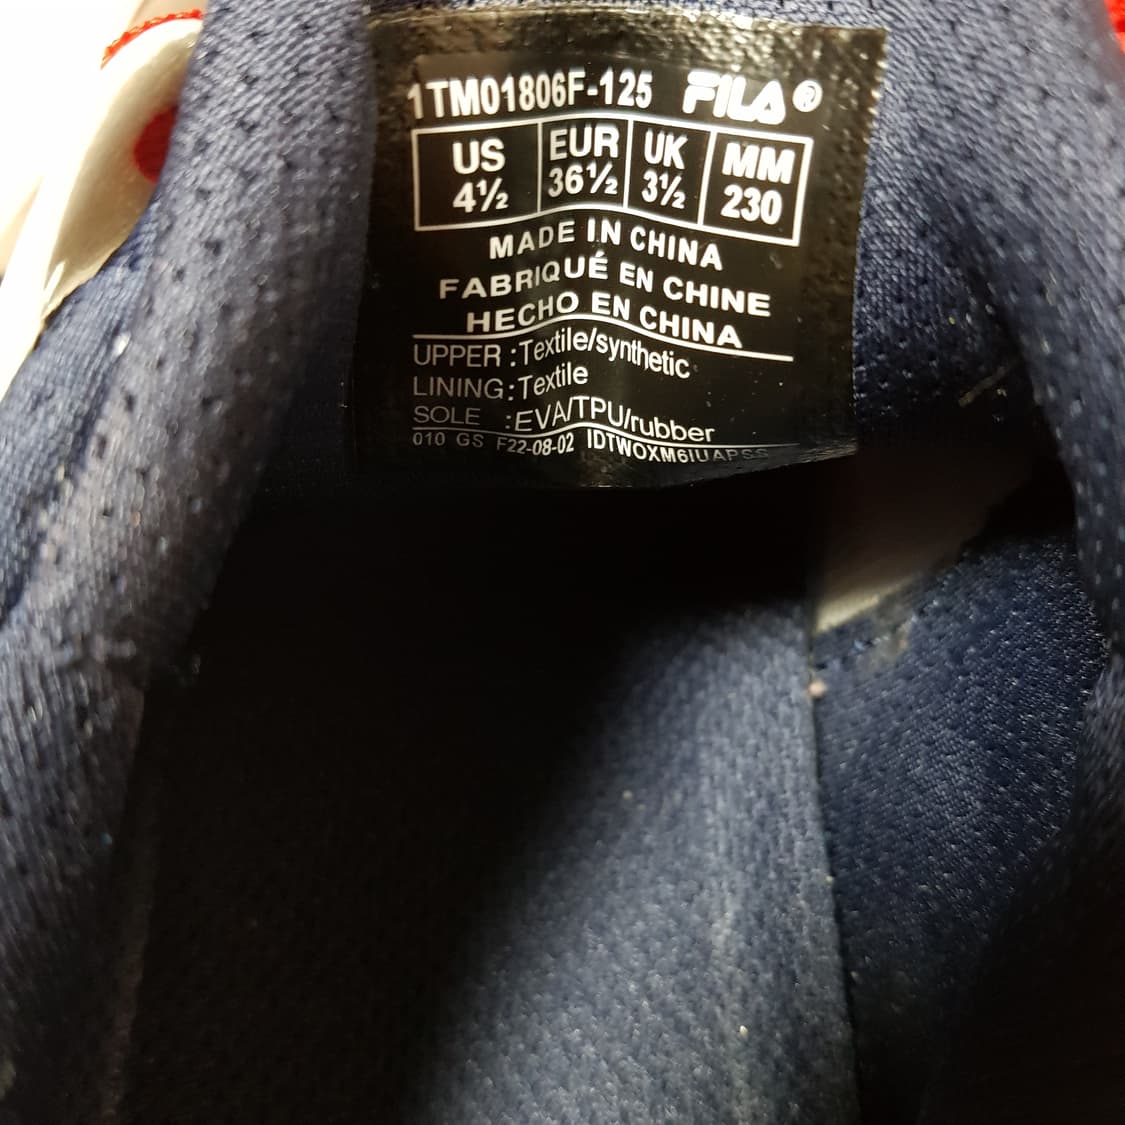 1TM01806F-125 FILA®
US EUR UK MM
4½ 36½ 3½ 230
MADE IN CHINA
FABRIQUÉ EN CHINE
HECHO EN CHINA
UPPER :Textile/synthetic
LINING:Textile
SOLE :EVA/TPU/rubber
010 GS F22-08-02 IDTWOXM6IUAPSS